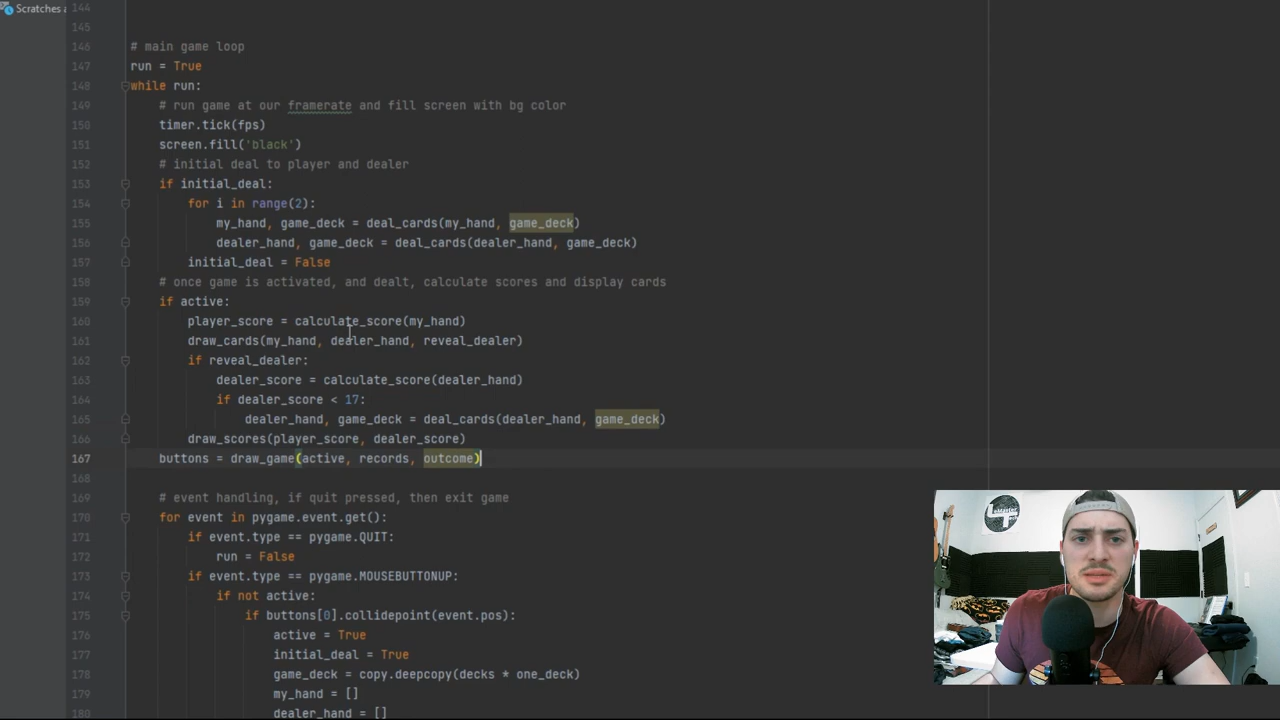 Scratches a
144
145
146 # main game loop
147 run = True
148 while run:
149 # run game at our framerate and fill screen with bg color
150 timer.tick(fps)
151 screen.fill('black')
152 # initial deal to player and dealer
153 if initial_deal:
154 for i in range(2):
155 my_hand, game_deck = deal_cards(my_hand, game_deck)
156 dealer_hand, game_deck = deal_cards(dealer_hand, game_deck)
157 initial_deal = False
158 # once game is activated, and dealt, calculate scores and display cards
159 if active:
160 player_score = calculate_score(my_hand)
161 draw_cards(my_hand, dealer_hand, reveal_dealer)
162 if reveal_dealer:
163 dealer_score = calculate_score(dealer_hand)
164 if dealer_score < 17:
165 dealer_hand, game_deck = deal_cards(dealer_hand, game_deck)
166 draw_scores(player_score, dealer_score)
167 buttons = draw_game(active, records, outcome)
168
169 # event handling, if quit pressed, then exit game
170 for event in pygame.event.get():
171 if event.type == pygame.QUIT:
172 run = False
173 if event.type == pygame.MOUSEBUTTONUP:
174 if not active:
175 if buttons[0].collidepoint(event.pos):
176 active = True
177 initial_deal = True
178 game_deck = copy.deepcopy(decks * one_deck)
179 my_hand = []
180 dealer_hand = []